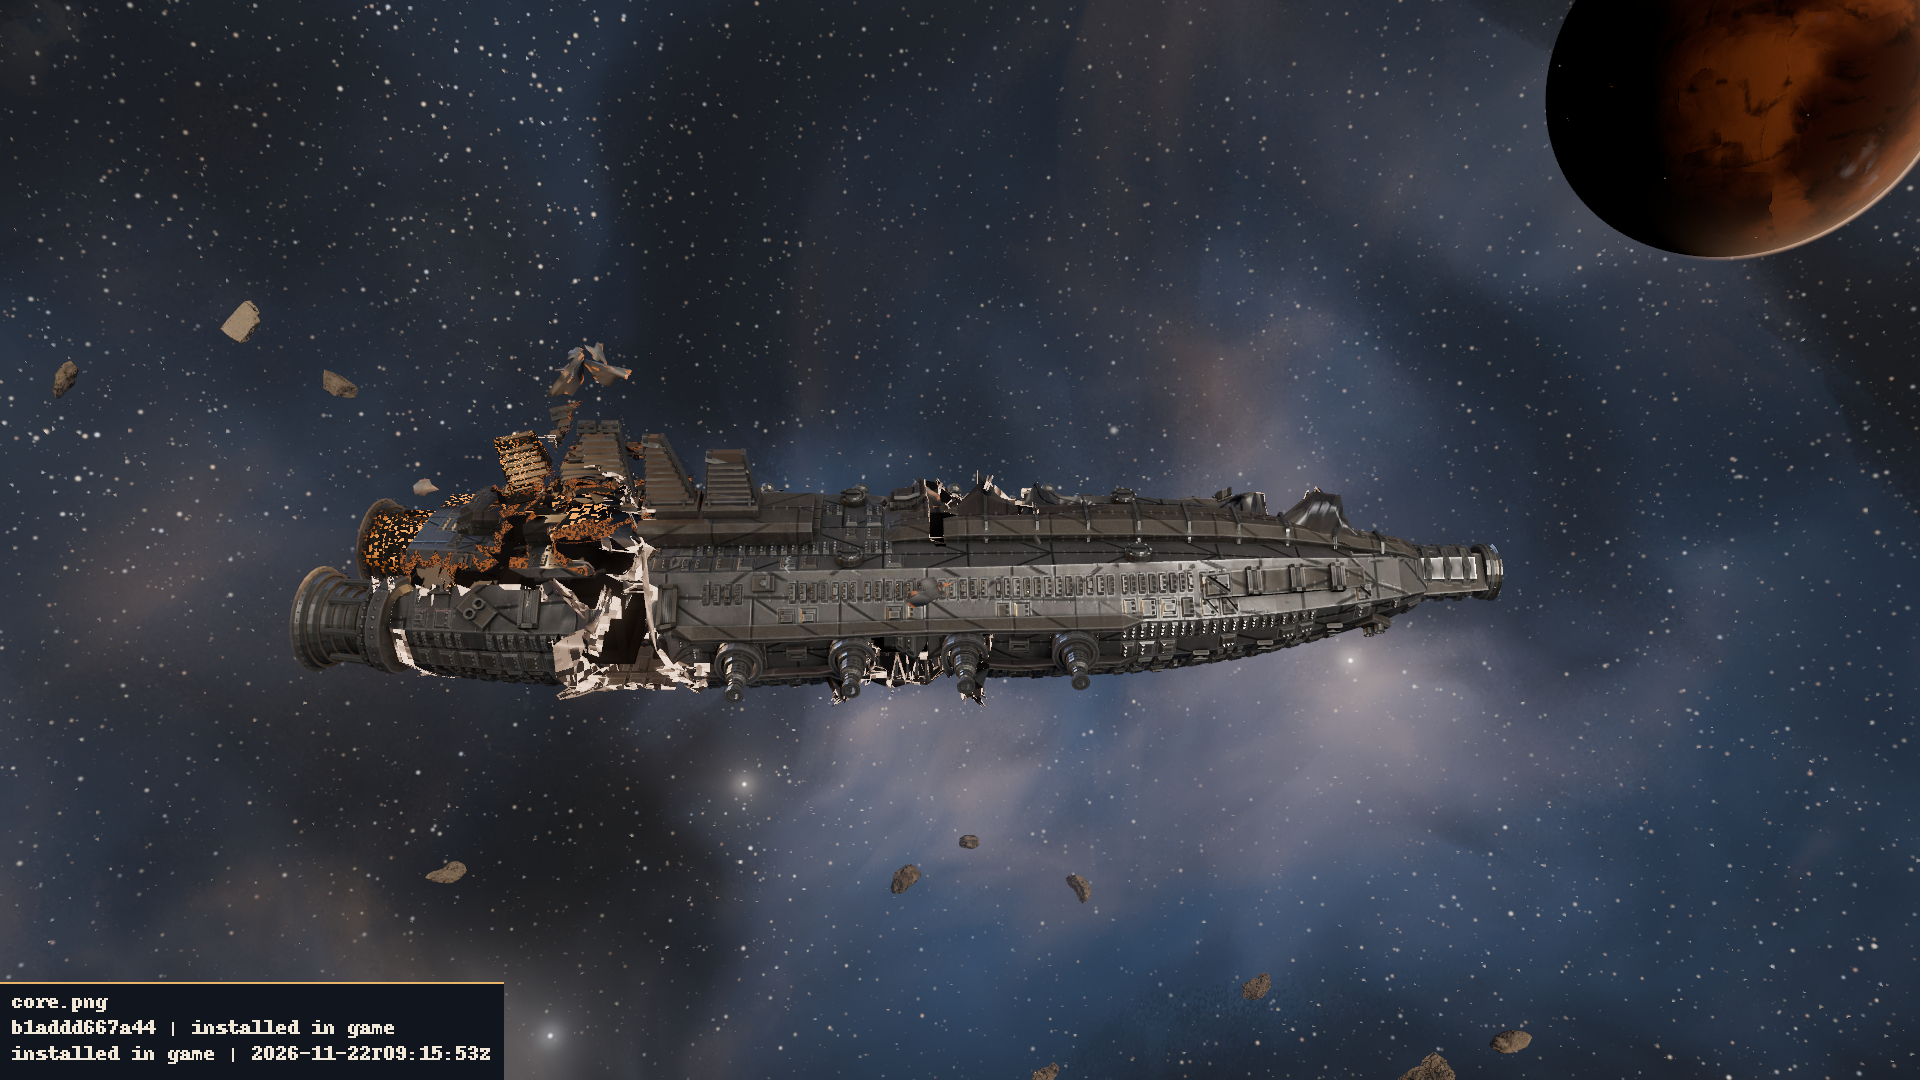 core.png
b1addd667a44 | installed in game
installed in game | 2026-11-22T09:15:53Z